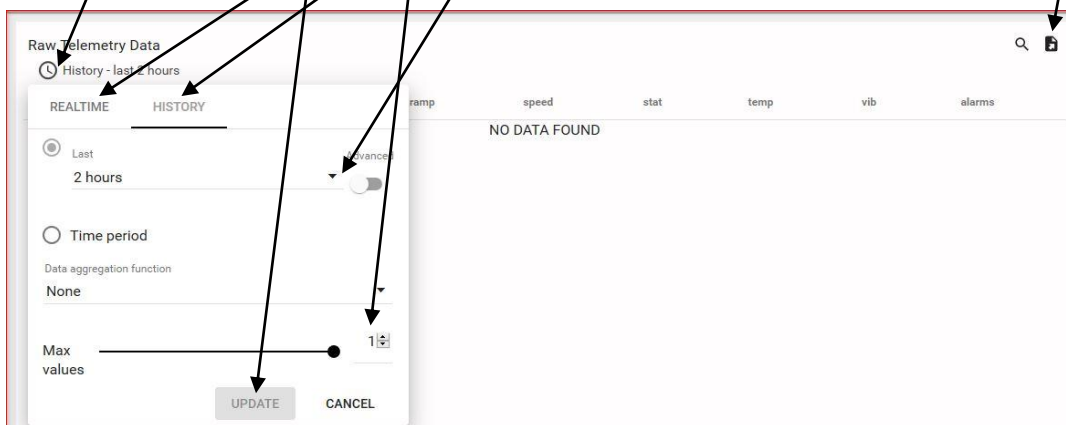 Raw Telemetry Data
History - last 2 hours
REALTIME HISTORY
ramp speed stat temp vib alarms
NO DATA FOUND
Last
Advanced
2 hours
Time period
Data aggregation function
None
Max values
1
UPDATE CANCEL